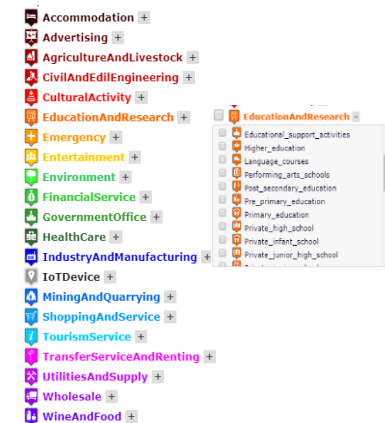 Accommodation +
Advertising +
AgricultureAndLivestock +
CivilAndEdilEngineering +
CulturalActivity +
EducationAndResearch +
Emergency +
Entertainment +
Environment +
FinancialService +
GovernmentOffice +
HealthCare +
IndustryAndManufacturing +
IoTDevice +
MiningAndQuarrying +
ShoppingAndService +
TourismService +
TransferServiceAndRenting +
UtilitiesAndSupply +
Wholesale +
WineAndFood +
EducationAndResearch -
Educational_support_activities
Higher_education
Language_courses
Performing_arts_schools
Post_secondary_education
Pre_primary_education
Primary_education
Private_high_school
Private_infant_school
Private_junior_high_school